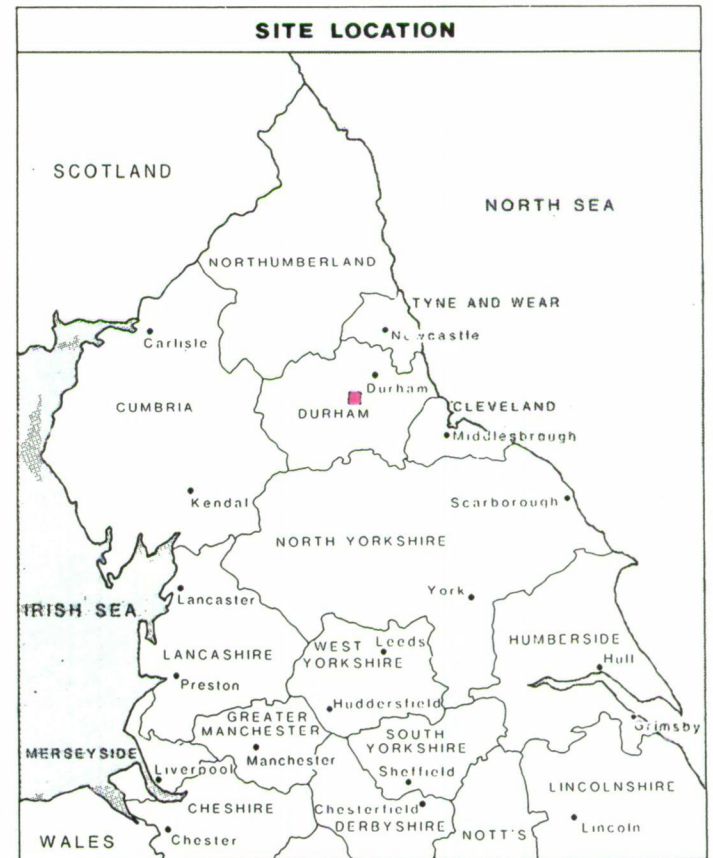 SITE LOCATION
SCOTLAND
NORTH SEA
NORTHUMBERLAND
TYNE AND WEAR
Newcastle
Carlisle
Durham
CUMBRIA
DURHAM
CLEVELAND
Middlesbrough
Kendal
Scarborough
NORTH YORKSHIRE
York
Lancaster
IRISH SEA
WEST
YORKSHIRE
Leeds
HUMBERSIDE
Hull
LANCASHIRE
Preston
Huddersfield
GREATER
MANCHESTER
SOUTH
YORKSHIRE
Grimsby
MERSEYSIDE
Manchester
Liverpool
Sheffield
LINCOLNSHIRE
CHESHIRE
Chesterfield
DERBYSHIRE
NOTT'S
Lincoln
WALES
Chester